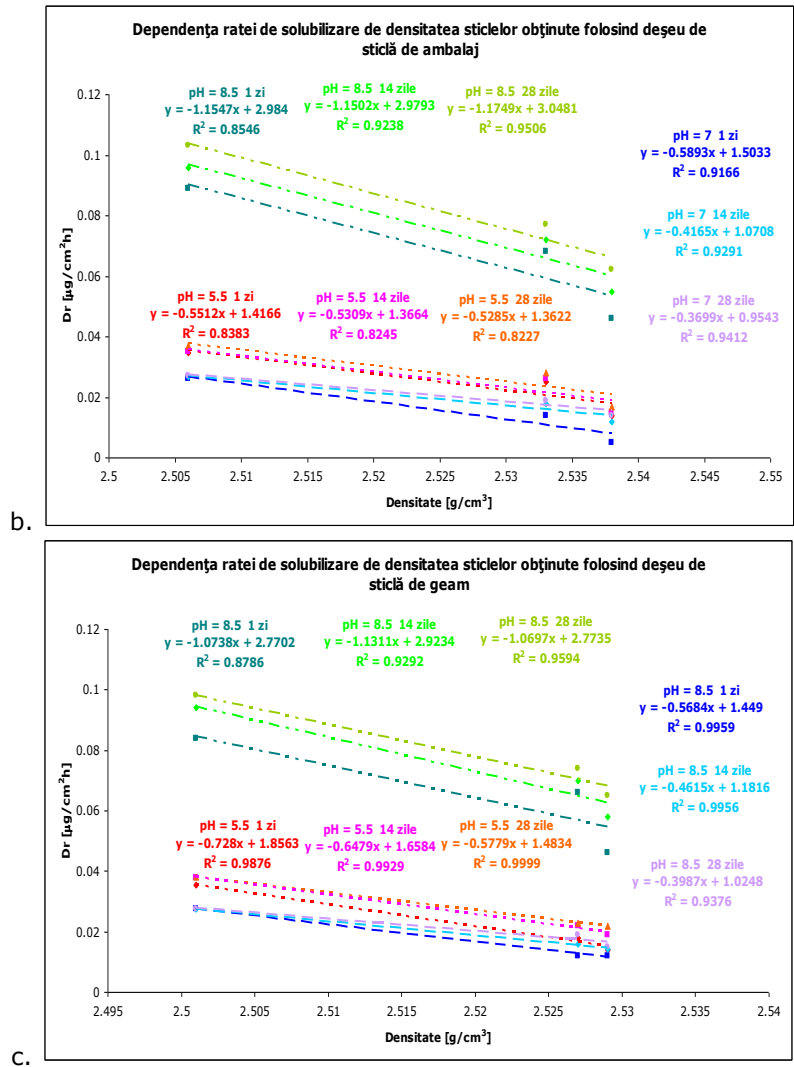 Dependența ratei de solubilizare de densitatea sticlelor obținute folosind deșeu de
sticlă de ambalaj
pH = 8.5 1 zi
y = -1.1547x + 2.984
R² = 0.8546
pH = 8.5 14 zile
y = -1.1502x + 2.9793
R² = 0.9238
pH = 8.5 28 zile
y = -1.1749x + 3.0481
R² = 0.9506
pH = 7 1 zi
y = -0.5893x + 1.5033
R² = 0.9166
pH = 7 14 zile
y = -0.4165x + 1.0708
R² = 0.9291
pH = 7 28 zile
y = -0.3699x + 0.9543
R² = 0.9412
pH = 5.5 1 zi
y = -0.5512x + 1.4166
R² = 0.8383
pH = 5.5 14 zile
y = -0.5309x + 1.3664
R² = 0.8245
pH = 5.5 28 zile
y = -0.5285x + 1.3622
R² = 0.8227
Dr [µg/cm²h]
0.12
0.1
0.08
0.06
0.04
0.02
0
2.5 2.505 2.51 2.515 2.52 2.525 2.53 2.535 2.54 2.545 2.55
Densitate [g/cm³]
b.
Dependența ratei de solubilizare de densitatea sticlelor obținute folosind deșeu de
sticlă de geam
pH = 8.5 1 zi
y = -1.0738x + 2.7702
R² = 0.8786
pH = 8.5 14 zile
y = -1.1311x + 2.9234
R² = 0.9292
pH = 8.5 28 zile
y = -1.0697x + 2.7735
R² = 0.9594
pH = 8.5 1 zi
y = -0.5684x + 1.449
R² = 0.9959
pH = 8.5 14 zile
y = -0.4615x + 1.1816
R² = 0.9956
pH = 8.5 28 zile
y = -0.3987x + 1.0248
R² = 0.9376
pH = 5.5 1 zi
y = -0.728x + 1.8563
R² = 0.9876
pH = 5.5 14 zile
y = -0.6479x + 1.6584
R² = 0.9929
pH = 5.5 28 zile
y = -0.5779x + 1.4834
R² = 0.9999
Dr [µg/cm²h]
0.12
0.1
0.08
0.06
0.04
0.02
0
2.495 2.5 2.505 2.51 2.515 2.52 2.525 2.53 2.535 2.54
Densitate [g/cm³]
c.